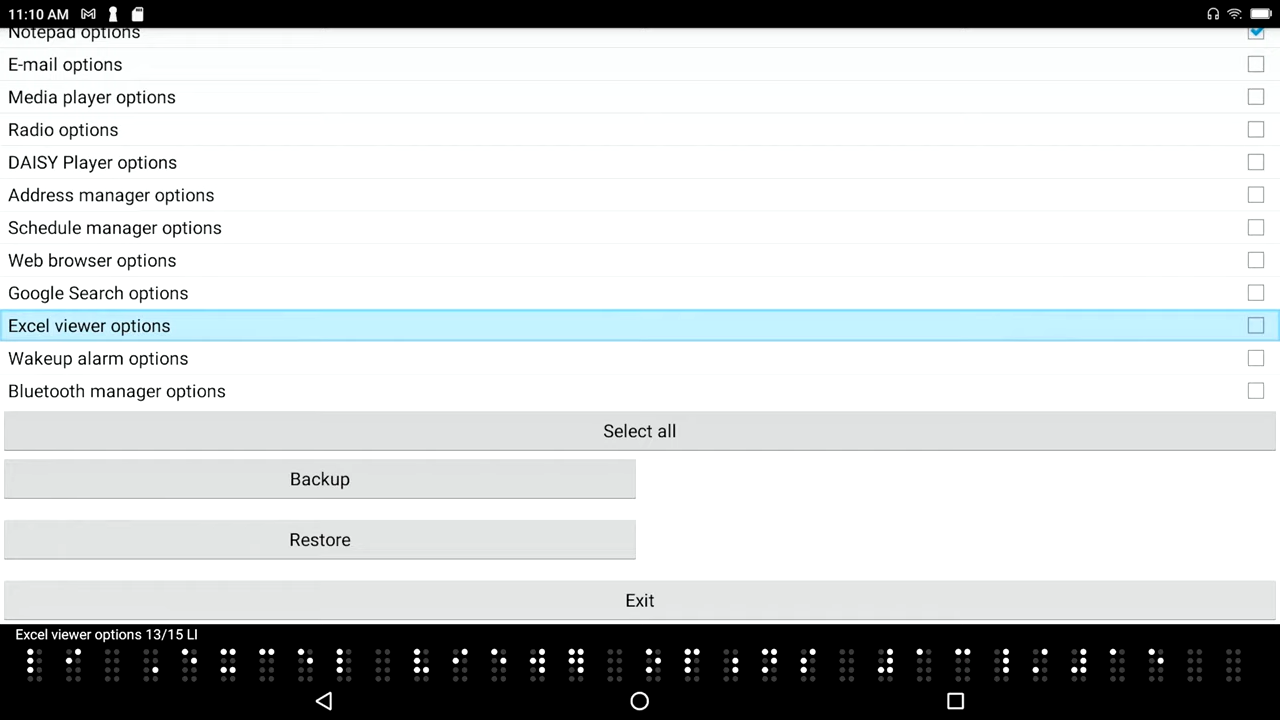 11:10 AM
Notepad options
E-mail options
Media player options
Radio options
DAISY Player options
Address manager options
Schedule manager options
Web browser options
Google Search options
Excel viewer options
Wakeup alarm options
Bluetooth manager options
Select all
Backup
Restore
Exit
Excel viewer options 13/15 LI